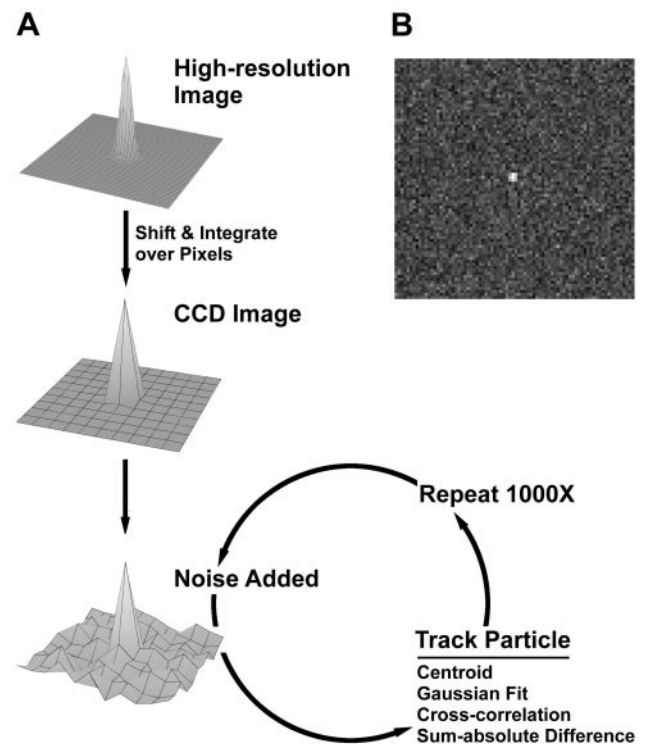 A
High-resolution
Image
Shift & Integrate
over Pixels
CCD Image
Noise Added
Repeat 1000X
Track Particle
Centroid
Gaussian Fit
Cross-correlation
Sum-absolute Difference
B